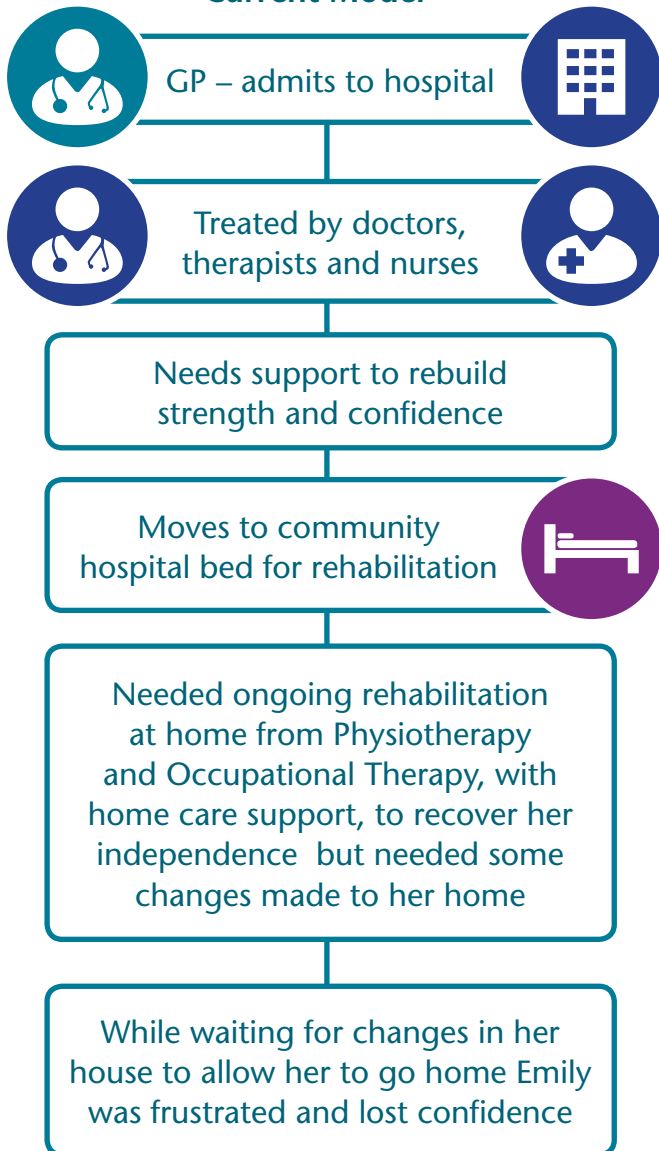 Current Model
GP – admits to hospital
Treated by doctors,
therapists and nurses
Needs support to rebuild
strength and confidence
Moves to community
hospital bed for rehabilitation
Needed ongoing rehabilitation
at home from Physiotherapy
and Occupational Therapy, with
home care support, to recover her
independence but needed some
changes made to her home
While waiting for changes in her
house to allow her to go home Emily
was frustrated and lost confidence